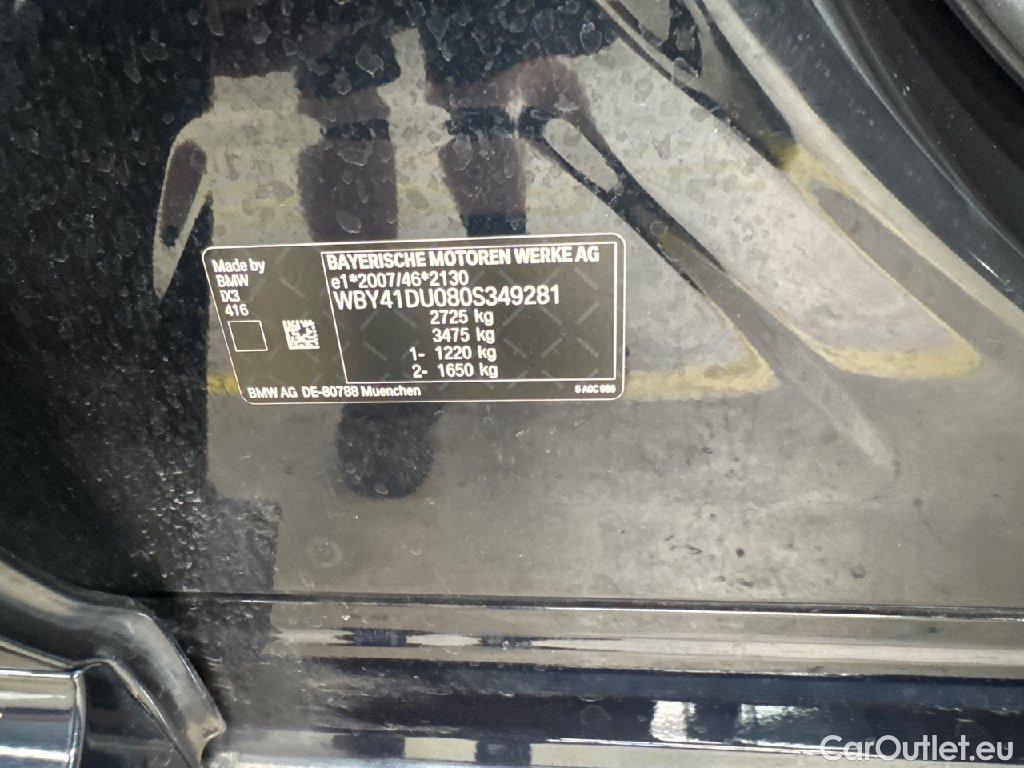 Made by
BMW
DC3
416
BAYERISCHE MOTOREN WERKE AG
e1*2007/46*2130
WBY41DU080S349281
2725 kg
3475 kg
1- 1220 kg
2- 1650 kg
BMW AG DE-80788 Muenchen
CarOutlet.eu